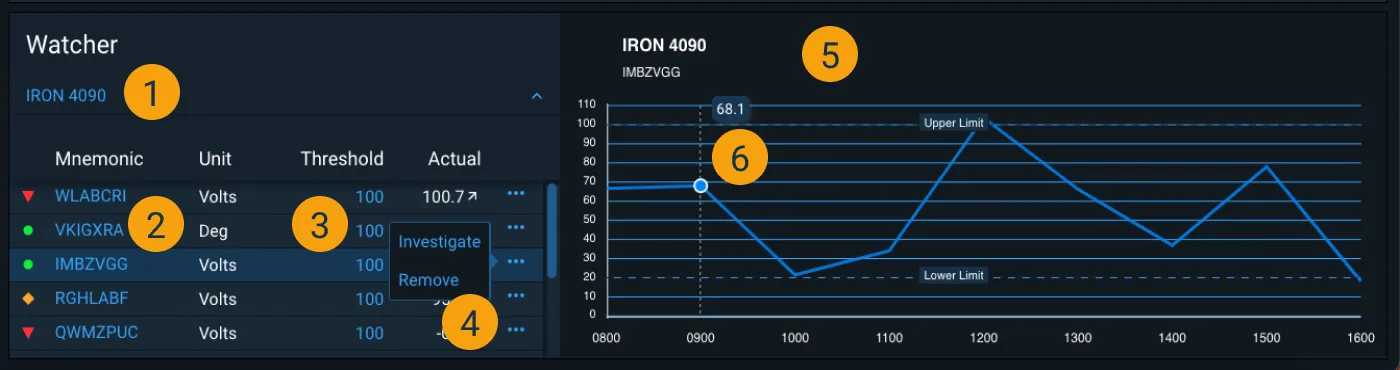 Watcher
IRON 4090
1
Mnemonic Unit Threshold Actual
WLABCRI Volts 100 100.7
VKIGXRA 2 Deg 3 100
IMBZVGG Volts 100
RGHLABF Volts 100
QWMZPUC Volts 100
Investigate
Remove
4
IRON 4090
IMBZVGG
5
68.1
6
Upper Limit
Lower Limit
110
100
90
80
70
60
50
40
30
20
10
0
0800 0900 1000 1100 1200 1300 1400 1500 1600